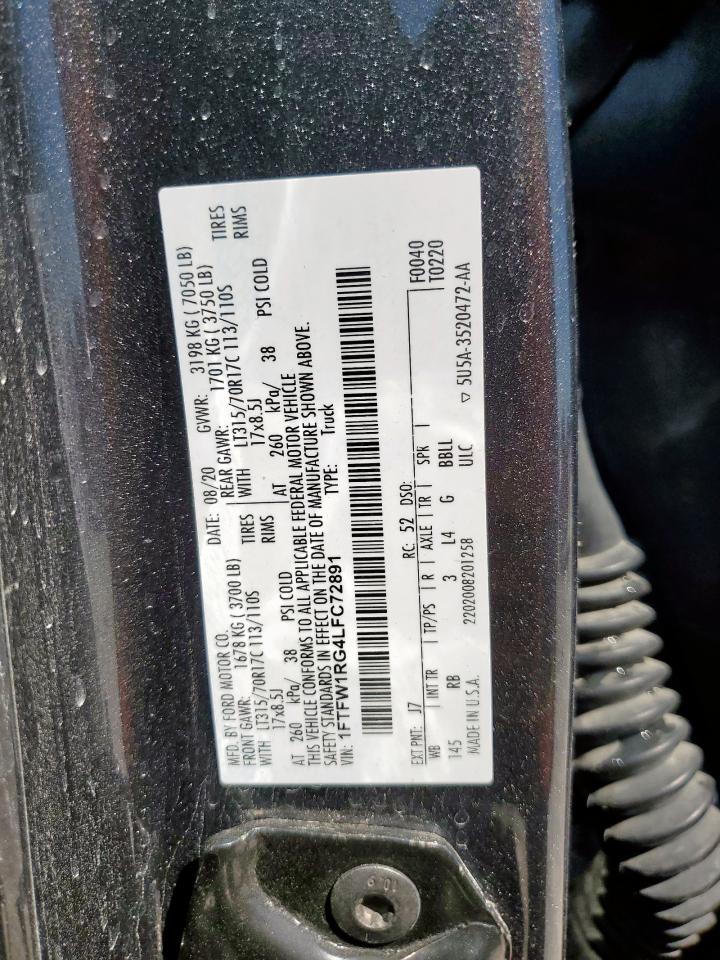 MFD. BY FORD MOTOR CO.
DATE: 08/20 GVWR: 3198 KG ( 7050 LB)
FRONT GAWR: 1678 KG ( 3700 LB) REAR GAWR: 1701 KG ( 3750 LB)
WITH LT315/70R17C 113/110S TIRES WITH LT315/70R17C 113/110S TIRES
17x8.5J RIMS 17x8.5J RIMS
AT 260 kPa/ 38 PSI COLD AT 260 kPa/ 38 PSI COLD
THIS VEHICLE CONFORMS TO ALL APPLICABLE FEDERAL MOTOR VEHICLE
SAFETY STANDARDS IN EFFECT ON THE DATE OF MANUFACTURE SHOWN ABOVE.
VIN: 1FTFW1RG4LFC72891 TYPE: Truck
EXT PNT: J7 RC: 52 DSO: F0040
WB INT TR TP/PS R AXLE TR SPR T0220
145 RB 3 L4 G BBLL
MADE IN U.S.A. 2202008201258 ULC ▽ 5U5A-3520472-AA
10.9